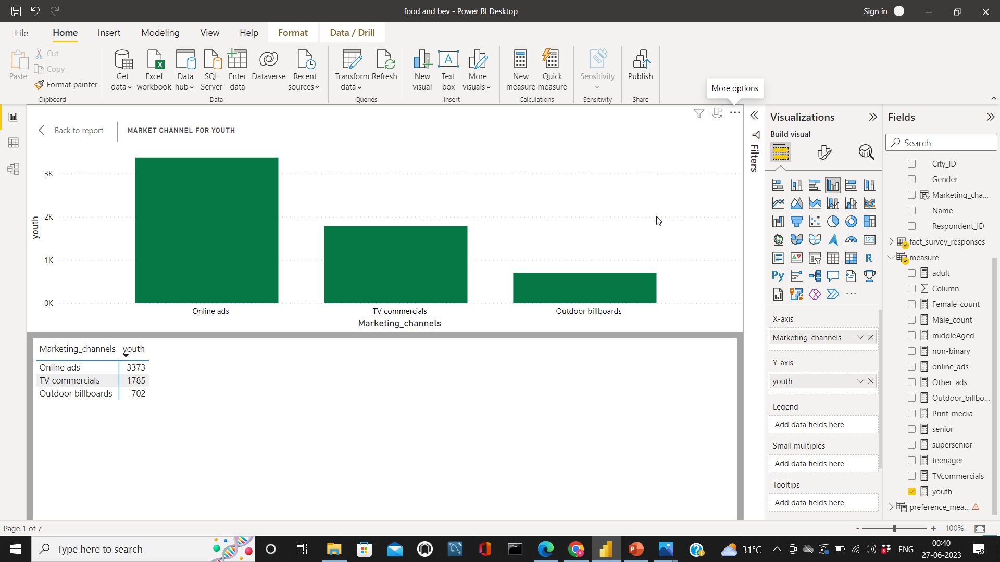 food and bev - Power BI Desktop
Sign in
File
Home
Insert
Modeling
View
Help
Format
Data / Drill
Paste
Cut
Copy
Format painter
Clipboard
Get data
Excel workbook
Data hub
SQL Server
Enter data
Dataverse
Recent sources
Data
Transform data
Refresh
Queries
New visual
Text box
More visuals
Insert
New measure
Quick measure
Calculations
Sensitivity
Sensitivity
Publish
Share
More options
Back to report
MARKET CHANNEL FOR YOUTH
youth
3K
2K
1K
0K
Online ads
TV commercials
Outdoor billboards
Marketing_channels
Marketing_channels youth
Online ads 3373
TV commercials 1785
Outdoor billboards 702
Filters
Visualizations
Build visual
123
R
Py
X-axis
Marketing_channels
Y-axis
youth
Legend
Add data fields here
Small multiples
Add data fields here
Tooltips
Add data fields here
Fields
Search
City_ID
Gender
Marketing_cha...
Name
Respondent_ID
fact_survey_responses
measure
adult
Column
Female_count
Male_count
middleAged
non-binary
online_ads
Other_ads
Outdoor_billbo...
Print_media
senior
supersenior
teenager
TVcommercials
youth
preference_mea...
Page 1 of 7
- + 100%
Type here to search
31°C
ENG
00:40
27-06-2023